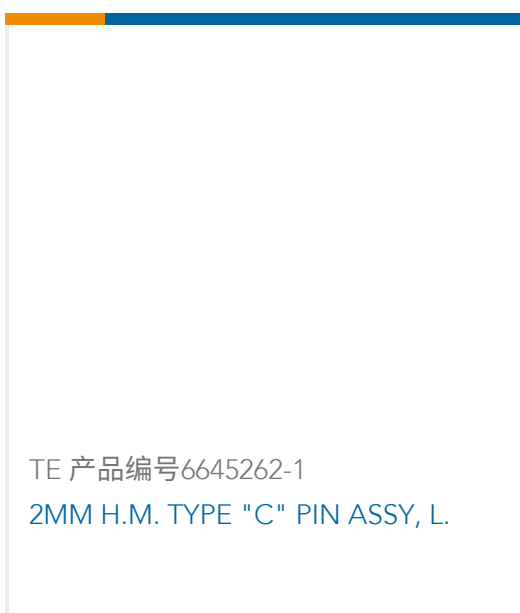 TE 产品编号6645262-1
2MM H.M. TYPE "C" PIN ASSY, L.